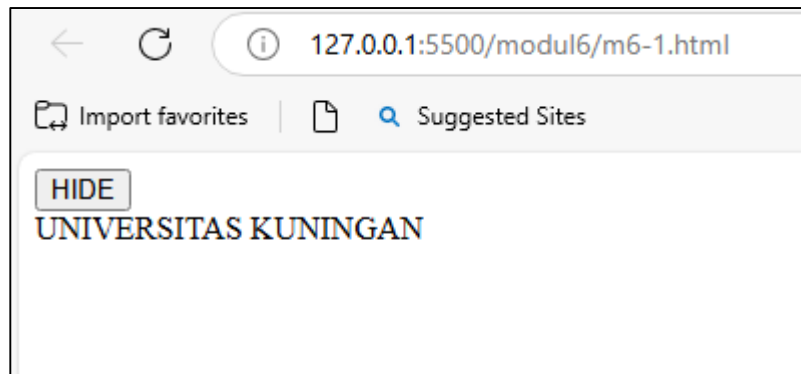 127.0.0.1:5500/modul6/m6-1.html
Import favorites Suggested Sites
HIDE
UNIVERSITAS KUNINGAN